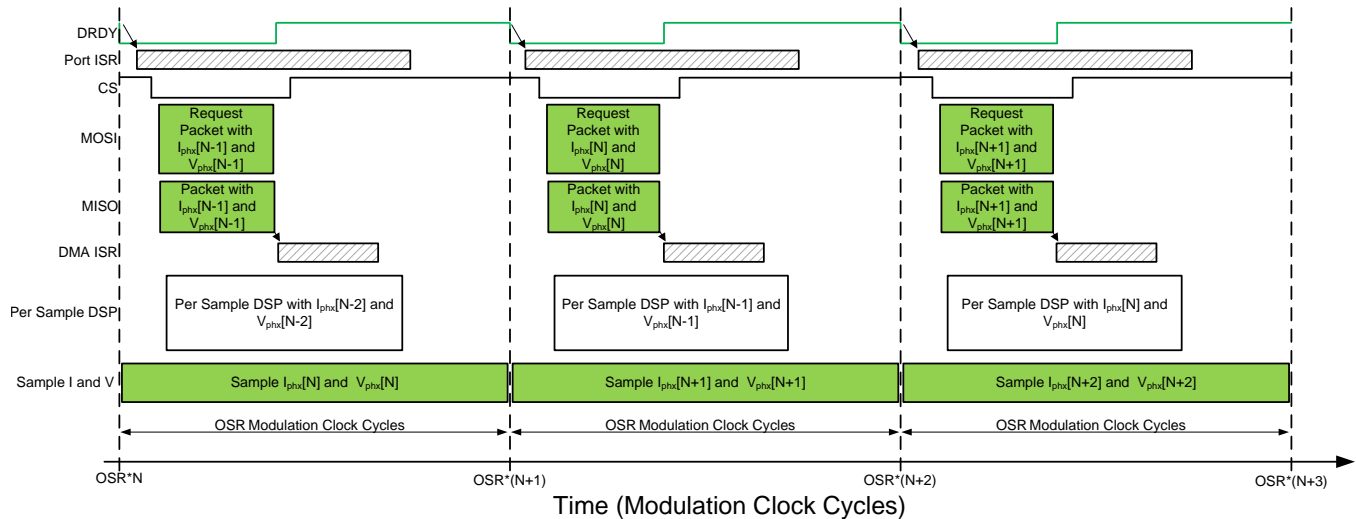 DRDY
Port ISR
CS
MOSI
Request
Packet with
Iphx[N-1] and
Vphx[N-1]
Request
Packet with
Iphx[N] and
Vphx[N]
Request
Packet with
Iphx[N+1] and
Vphx[N+1]
MISO
Packet with
Iphx[N-1] and
Vphx[N-1]
Packet with
Iphx[N] and
Vphx[N]
Packet with
Iphx[N+1] and
Vphx[N+1]
DMA ISR
Per Sample DSP
Per Sample DSP with Iphx[N-2] and
Vphx[N-2]
Per Sample DSP with Iphx[N-1] and
Vphx[N-1]
Per Sample DSP with Iphx[N] and
Vphx[N]
Sample I and V
Sample Iphx[N] and Vphx[N]
Sample Iphx[N+1] and Vphx[N+1]
Sample Iphx[N+2] and Vphx[N+2]
OSR Modulation Clock Cycles
OSR Modulation Clock Cycles
OSR Modulation Clock Cycles
OSR*N
OSR*(N+1)
OSR*(N+2)
OSR*(N+3)
Time (Modulation Clock Cycles)